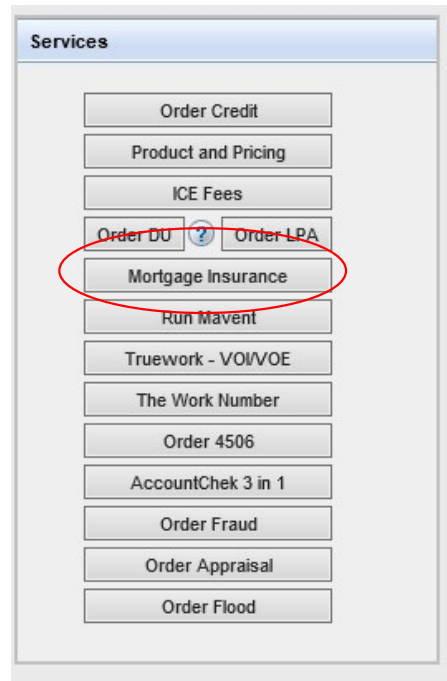 Services
Order Credit
Product and Pricing
ICE Fees
Order DU ? Order LPA
Mortgage Insurance
Run Mavent
Truework - VOI/VOE
The Work Number
Order 4506
AccountChek 3 in 1
Order Fraud
Order Appraisal
Order Flood